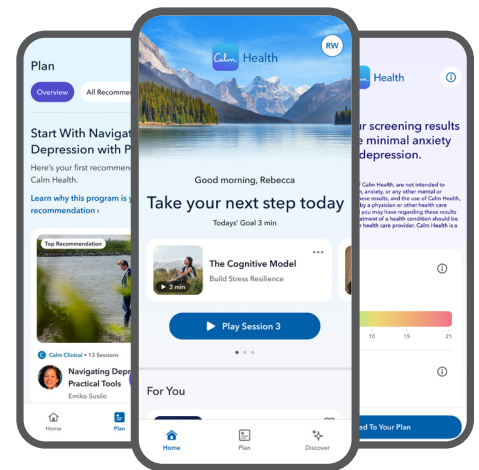 Plan
Overview
All Recomme
Start With Navigat
Depression with P
Here's your first recommen
Calm Health.
Learn why this program is y
recommendation ›
Top Recommendation
Calm Clinical • 13 Sessions
Navigating Depr
Practical Tools
Emiko Susilo
Home
Plan
Calm Health
RW
Good morning, Rebecca
Take your next step today
Todays' Goal 3 min
3 min
The Cognitive Model
Build Stress Resilience
Play Session 3
For You
Home
Plan
Discover
Health
r screening results
minimal anxiety
depression.
f Calm Health, are not intended to
, anxiety, or any other mental or
ese results, and the use of Calm Health,
by a physician or other health care
you may have regarding these results
atment of a health condition should be
r health care provider. Calm Health is a
10
15
21
ed To Your Plan